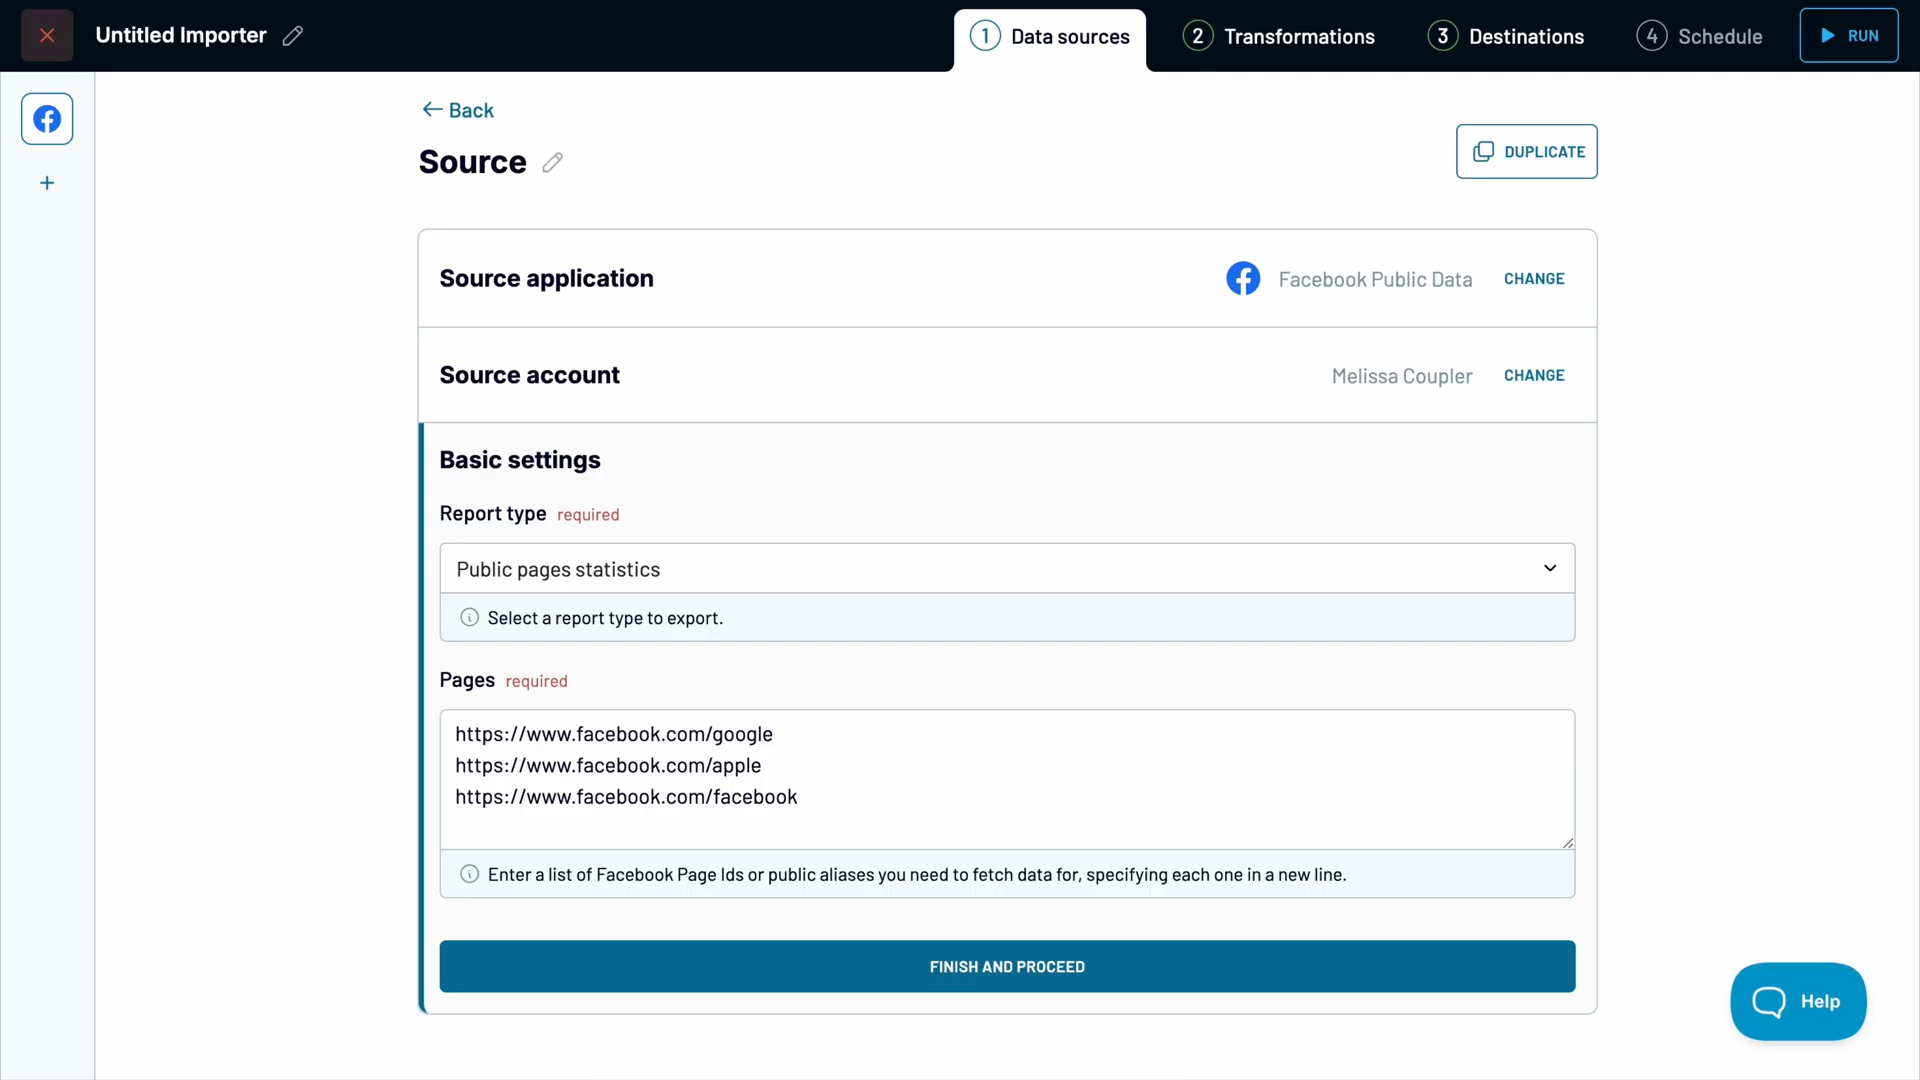 Untitled Importer
1 Data sources
2 Transformations
3 Destinations
4 Schedule
RUN
Back
Source
DUPLICATE
Source application
Facebook Public Data
CHANGE
Source account
Melissa Coupler
CHANGE
Basic settings
Report type required
Public pages statistics
Select a report type to export.
Pages required
https://www.facebook.com/google
https://www.facebook.com/apple
https://www.facebook.com/facebook
Enter a list of Facebook Page Ids or public aliases you need to fetch data for, specifying each one in a new line.
FINISH AND PROCEED
Help